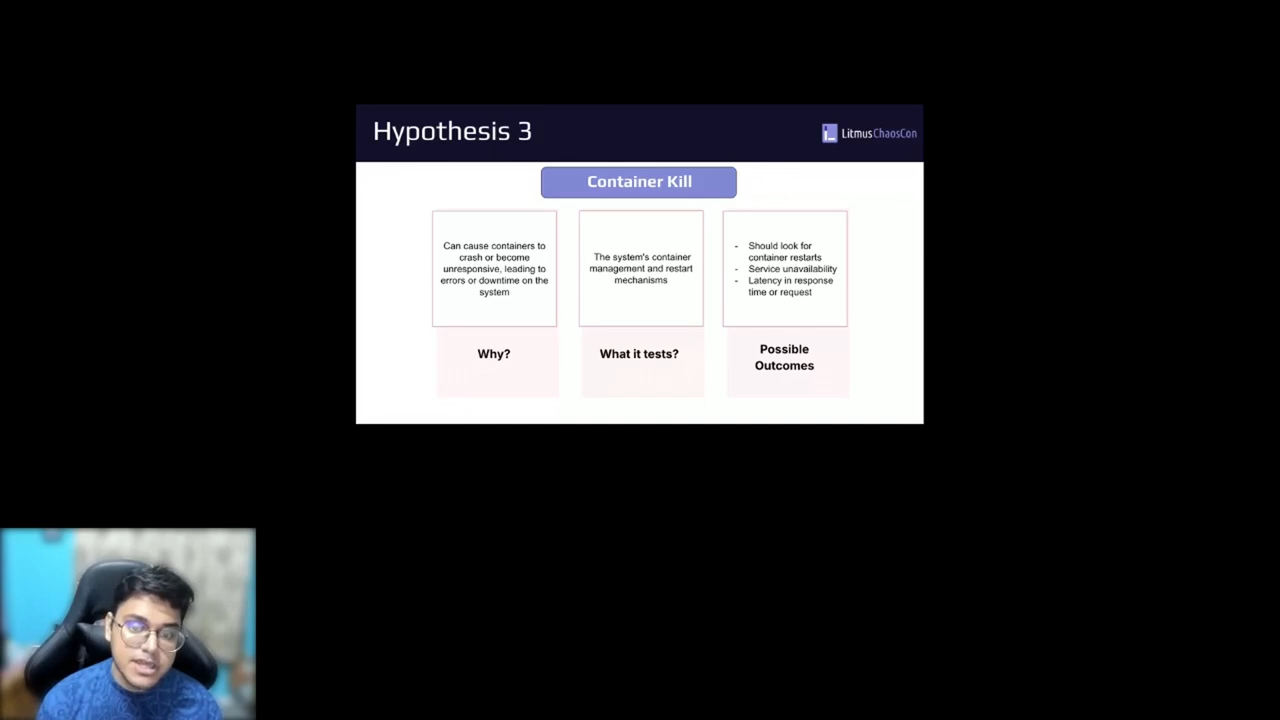 Hypothesis 3
LitmusChaosCon
Container Kill
Can cause containers to
crash or become
unresponsive, leading to
errors or downtime on the
system
Why?
The system's container
management and restart
mechanisms
What it tests?
- Should look for
container restarts
- Service unavailability
- Latency in response
time or request
Possible
Outcomes